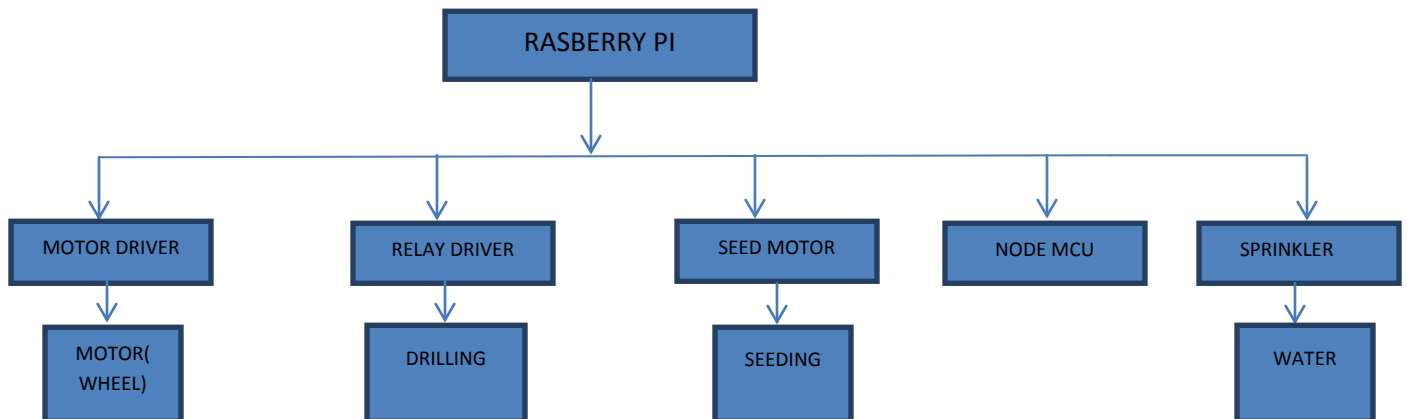 RASBERRY PI
MOTOR DRIVER
RELAY DRIVER
SEED MOTOR
NODE MCU
SPRINKLER
MOTOR(
WHEEL)
DRILLING
SEEDING
WATER